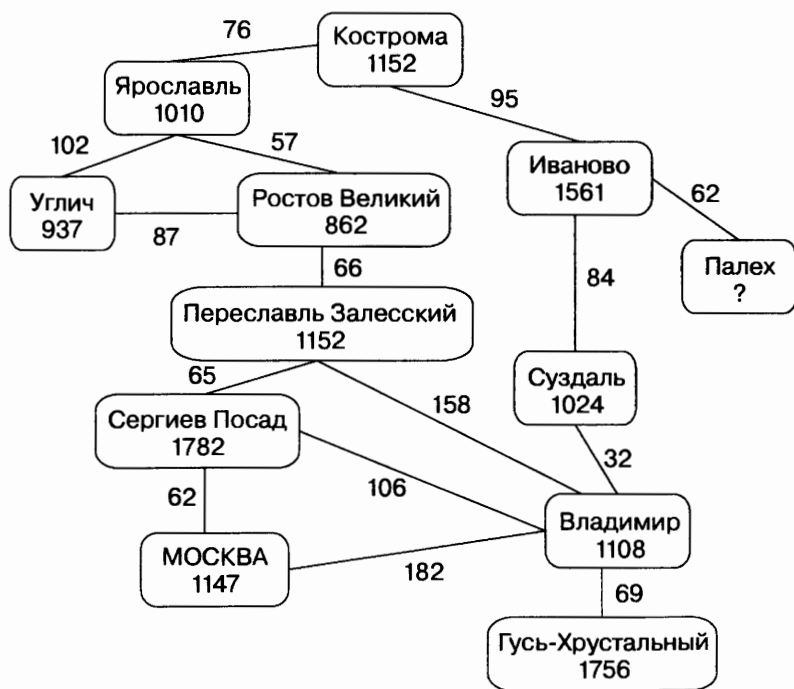 76
Кострома
1152
Ярославль
1010
95
102
57
Иваново
1561
Углич
937
Ростов Великий
862
62
87
Палех
?
66
84
Переславль Залесский
1152
65
Суздаль
1024
158
Сергиев Посад
1782
32
62
106
Владимир
1108
МОСКВА
1147
182
69
Гусь-Хрустальный
1756